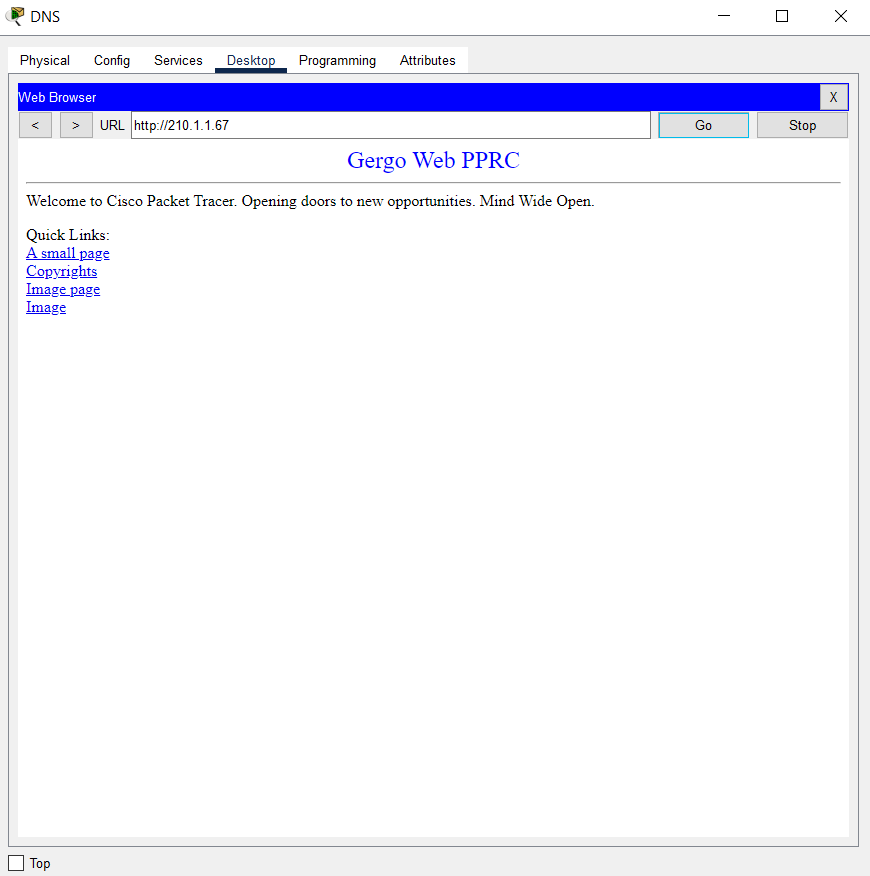 DNS
Physical Config Services Desktop Programming Attributes
Web Browser X
< > URL http://210.1.1.67 Go Stop
Gergo Web PPRC
Welcome to Cisco Packet Tracer. Opening doors to new opportunities. Mind Wide Open.
Quick Links:
A small page
Copyrights
Image page
Image
Top